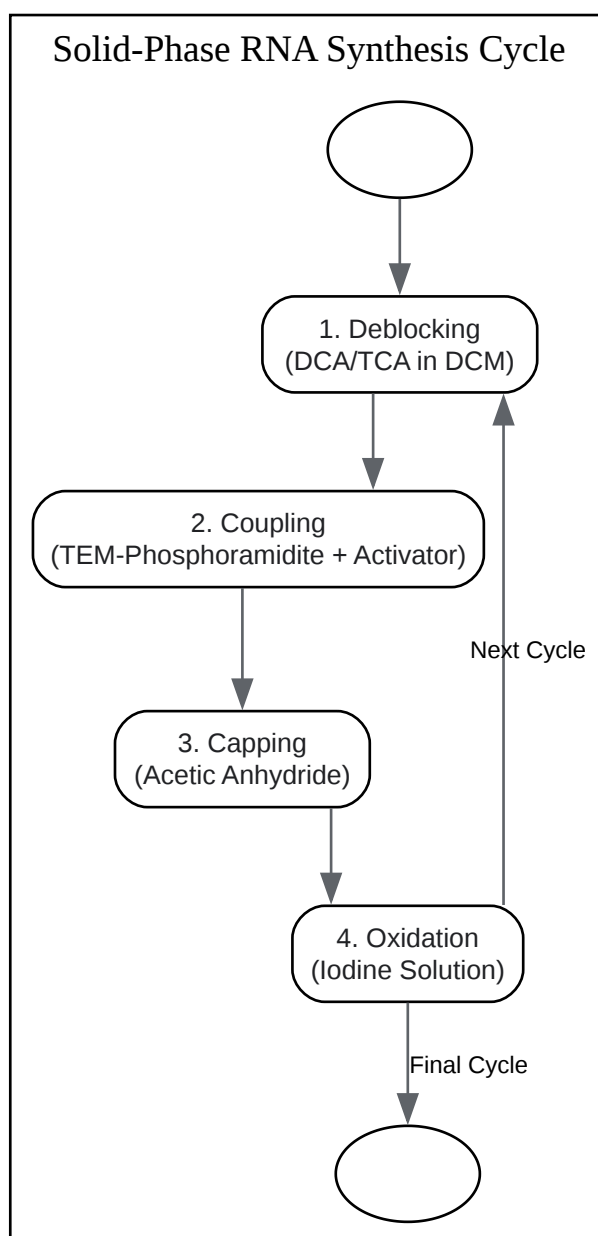 Solid-Phase RNA Synthesis Cycle
1. Deblocking
(DCA/TCA in DCM)
2. Coupling
(TEM-Phosphoramidite + Activator)
Next Cycle
3. Capping
(Acetic Anhydride)
4. Oxidation
(Iodine Solution)
Final Cycle